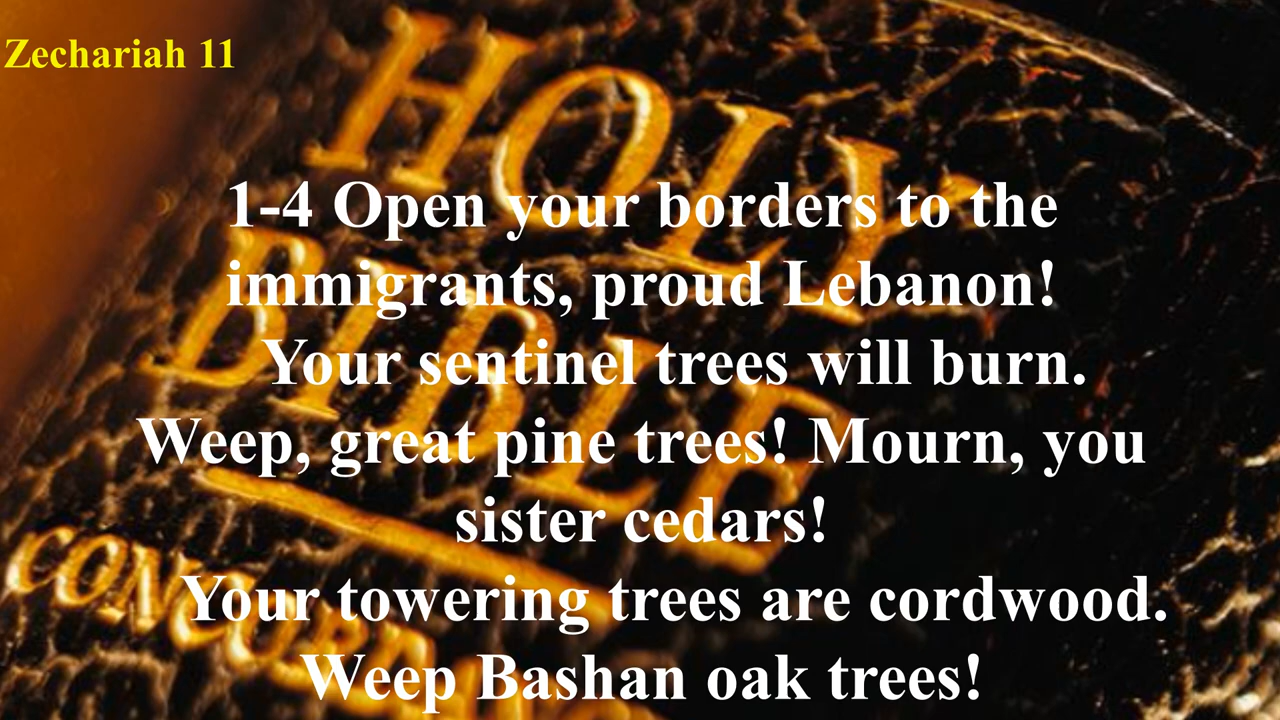 Zechariah 11
HOLY
BIBLE
1-4 Open your borders to the
immigrants, proud Lebanon!
Your sentinel trees will burn.
Weep, great pine trees! Mourn, you
sister cedars!
Your towering trees are cordwood.
Weep Bashan oak trees!